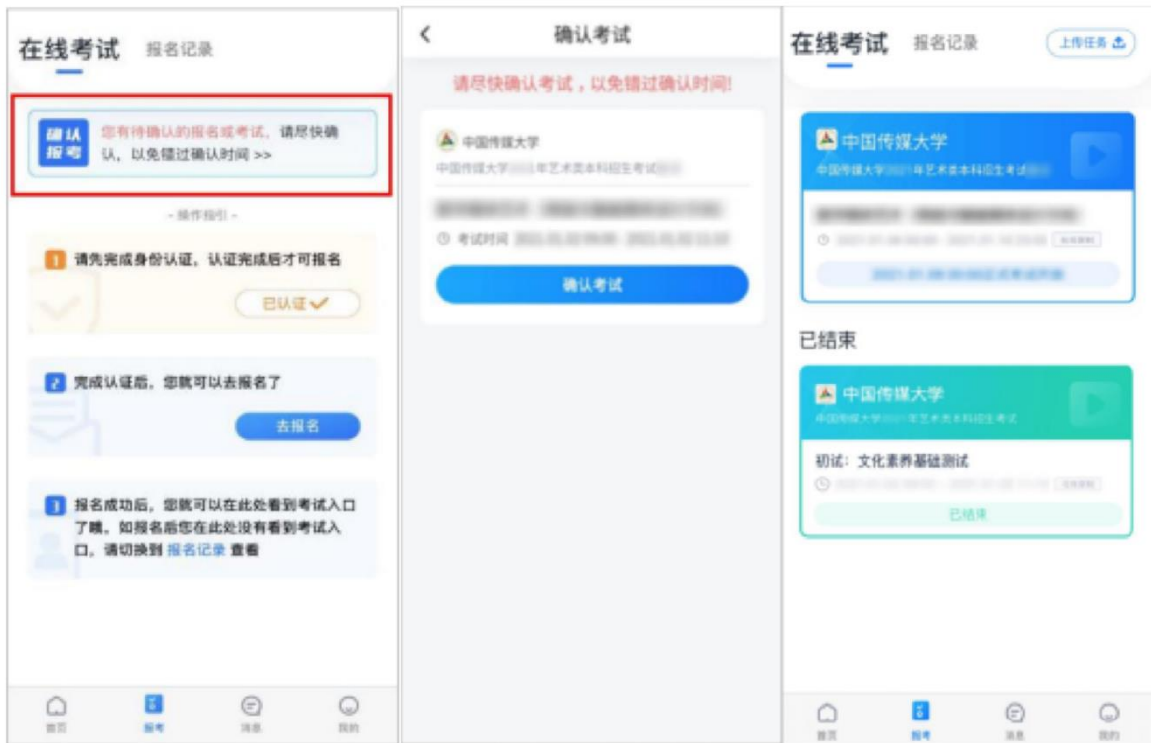 在线考试 报名记录
确认
报考
您有待确认的报名或考试，请尽快确
认，以免错过确认时间 >>
- 操作指引 -
1 请先完成身份认证，认证完成后才可报名
已认证
2 完成认证后，您就可以去报名了
去报名
报名成功后，您就可以在此处看到考试入口
了哦，如报名后您在此处没有看到考试入
口，请切换到 报名记录 查看
首页 报考 消息 我的
确认考试
请尽快确认考试，以免错过确认时间!
中国传媒大学
中国传媒大学 年艺术类本科招生考试
考试时间
确认考试
在线考试 报名记录 上传任务
中国传媒大学
中国传媒大学2021年艺术类本科招生考试
已结束
中国传媒大学
中国传媒大学2021年艺术类本科招生考试
初试：文化素养基础测试
已结束
首页 报考 消息 我的